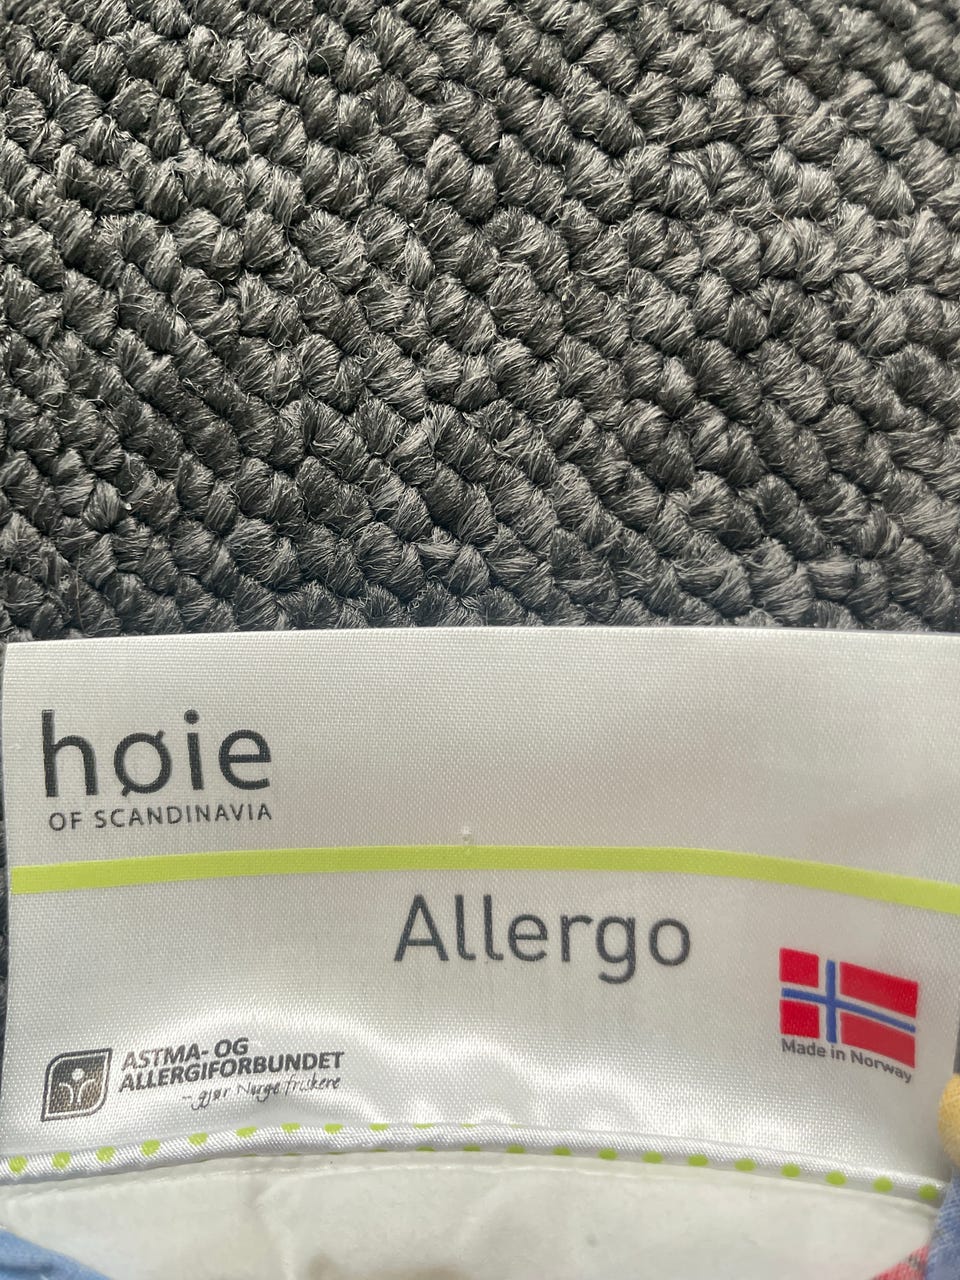 høie
OF SCANDINAVIA
Allergo
Made in Norway
ASTMA- OG
ALLERGIFORBUNDET
- gjør Norge friskere